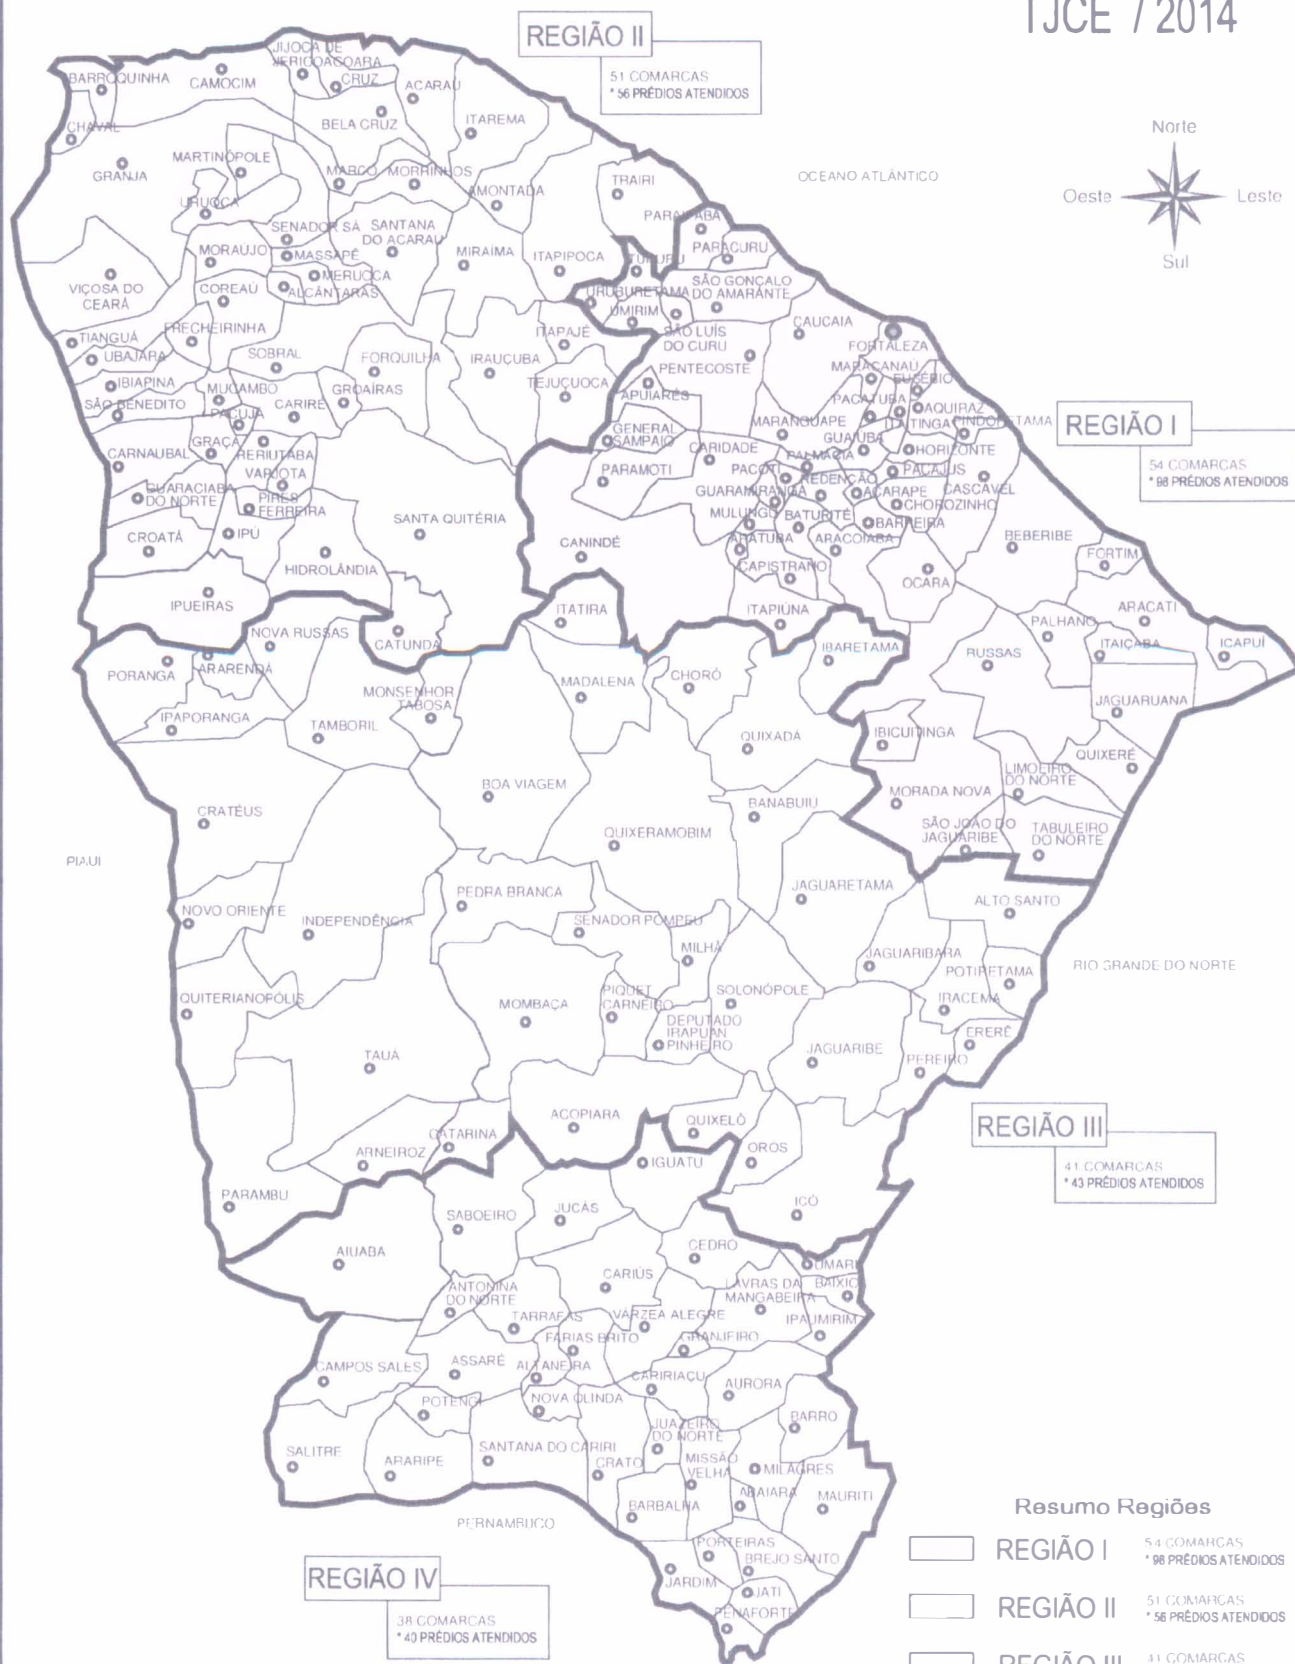 TJCE / 2014
REGIÃO II
51 COMARCAS
* 56 PRÉDIOS ATENDIDOS
Norte
Oeste
Leste
Sul
OCEANO ATLÂNTICO
JIJOCA DE
JERICOACOARA
BARROQUINHA
CAMOCIM
CRUZ
ACARAÚ
CHAVAL
BELA CRUZ
ITAREMA
GRANJA
MARTINÓPOLE
MARCO
MORRINHOS
AMONTADA
TRAIRI
URUOCA
PARAIPABA
SENADOR SÁ
SANTANA
DO ACARAÚ
MORAÚJO
MASSAPÊ
MIRAÍMA
ITAPIPOCA
TURURU
PARACURU
MERUOCA
VIÇOSA DO
CEARÁ
COREAÚ
ALCÂNTARAS
URUBURETAMA
SÃO GONÇALO
DO AMARANTE
UMIRIM
TIANGUÁ
FRECHEIRINHA
ITAPAJÉ
SÃO LUÍS
DO CURU
CAUCAIA
FORTALEZA
UBAJARA
SOBRAL
FORQUILHA
IRAUÇUBA
PENTECOSTE
MARACANAÚ
EUSÉBIO
IBIAPINA
MUCAMBO
GROAÍRAS
TEJUÇUOCA
APUIARÉS
SÃO BENEDITO
PACUJÁ
CARIRÉ
PACATUBA
AQUIRAZ
ITAITINGA
PINDORETAMA
MARANGUAPE
REGIÃO I
54 COMARCAS
* 98 PRÉDIOS ATENDIDOS
GENERAL
SAMPAIO
GUAIÚBA
HORIZONTE
CARNAUBAL
GRAÇA
RERIUTABA
CARIDADE
PALMÁCIA
VARJOTA
PARAMOTI
PACOTI
REDENÇÃO
PACAJUS
GUARACIABA
DO NORTE
PIRES
FERREIRA
GUARAMIRANGA
ACARAPE
CASCAVEL
CHOROZINHO
MULUNGU
BATURITÉ
BARREIRA
CROATÁ
IPÚ
SANTA QUITÉRIA
ARATUBA
ARACOIABA
CANINDÉ
BEBERIBE
FORTIM
HIDROLÂNDIA
CAPISTRANO
OCARA
IPUEIRAS
ITATIRA
ITAPIÚNA
ARACATI
NOVA RUSSAS
CATUNDA
PALHANO
ITAIÇABA
ICAPUÍ
PORANGA
ARARENDÁ
IBARETAMA
RUSSAS
MONSENHOR
TABOSA
MADALENA
CHORÓ
JAGUARUANA
IPAPORANGA
TAMBORIL
QUIXADÁ
IBICUITINGA
QUIXERÉ
BOA VIAGEM
LIMOEIRO
DO NORTE
CRATÉUS
BANABUIU
MORADA NOVA
QUIXERAMOBIM
SÃO JOÃO DO
JAGUARIBE
TABULEIRO
DO NORTE
PIAUI
PEDRA BRANCA
JAGUARETAMA
NOVO ORIENTE
INDEPENDÊNCIA
SENADOR POMPEU
ALTO SANTO
MILHÃ
JAGUARIBARA
POTIRETAMA
RIO GRANDE DO NORTE
QUITERIANOPÓLIS
MOMBAÇA
PIQUET
CARNEIRO
SOLONÓPOLE
IRACEMA
DEPUTADO
IRAPUAN
PINHEIRO
ERERÊ
TAUÁ
JAGUARIBE
PEREIRO
ACOPIARA
QUIXELÔ
REGIÃO III
41 COMARCAS
* 43 PRÉDIOS ATENDIDOS
ARNEIROZ
CATARINA
IGUATU
OROS
PARAMBU
SABOEIRO
JUCÁS
ICÓ
AIUABA
CEDRO
UMARI
CARIÚS
LAVRAS DA
MANGABEIRA
BAIXIO
ANTONINA
DO NORTE
TARRAFAS
VÁRZEA ALEGRE
IPAUMIRIM
FARIAS BRITO
GRANJEIRO
CAMPOS SALES
ASSARÉ
ALTANEIRA
CARIRIAÇU
AURORA
POTENGI
NOVA OLINDA
JUAZEIRO
DO NORTE
BARRO
SALITRE
ARARIPE
SANTANA DO CARIRI
CRATO
MISSÃO
VELHA
MILAGRES
BARBALHA
ABAIARA
MAURITI
PERNAMBUCO
PORTEIRAS
BREJO SANTO
JARDIM
JATI
PENAFORTE
REGIÃO IV
38 COMARCAS
* 40 PRÉDIOS ATENDIDOS
Resumo Regiões
REGIÃO I
54 COMARCAS
* 98 PRÉDIOS ATENDIDOS
REGIÃO II
51 COMARCAS
* 56 PRÉDIOS ATENDIDOS
REGIÃO III
41 COMARCAS